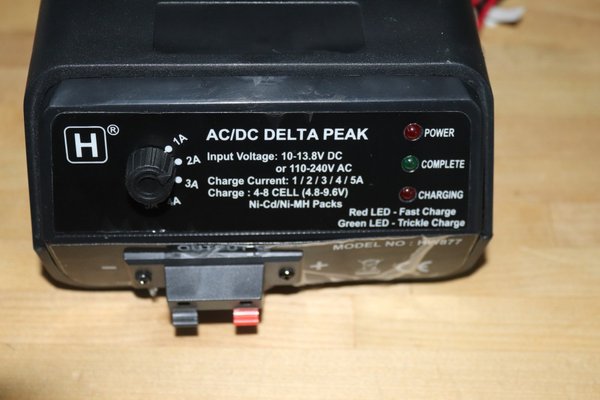 H®
1A
2A
3A
AC/DC DELTA PEAK
Input Voltage: 10-13.8V DC
or 110-240V AC
Charge Current: 1 / 2 / 3 / 4 / 5A
Charge : 4-8 CELL (4.8-9.6V)
Ni-Cd/Ni-MH Packs
POWER
COMPLETE
CHARGING
Red LED - Fast Charge
Green LED - Trickle Charge
OUTPUT
MODEL NO :
- +
CE